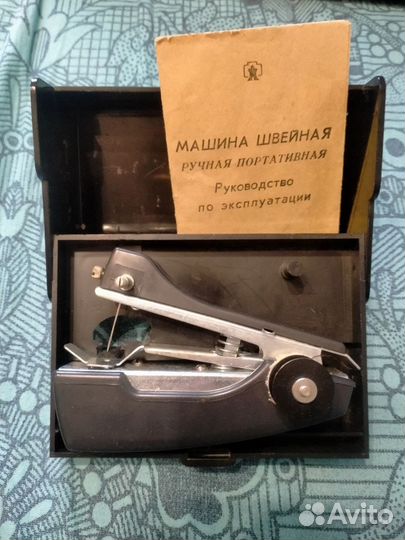 МАШИНА ШВЕЙНАЯ
РУЧНАЯ ПОРТАТИВНАЯ
Руководство
по эксплуатации
Avito